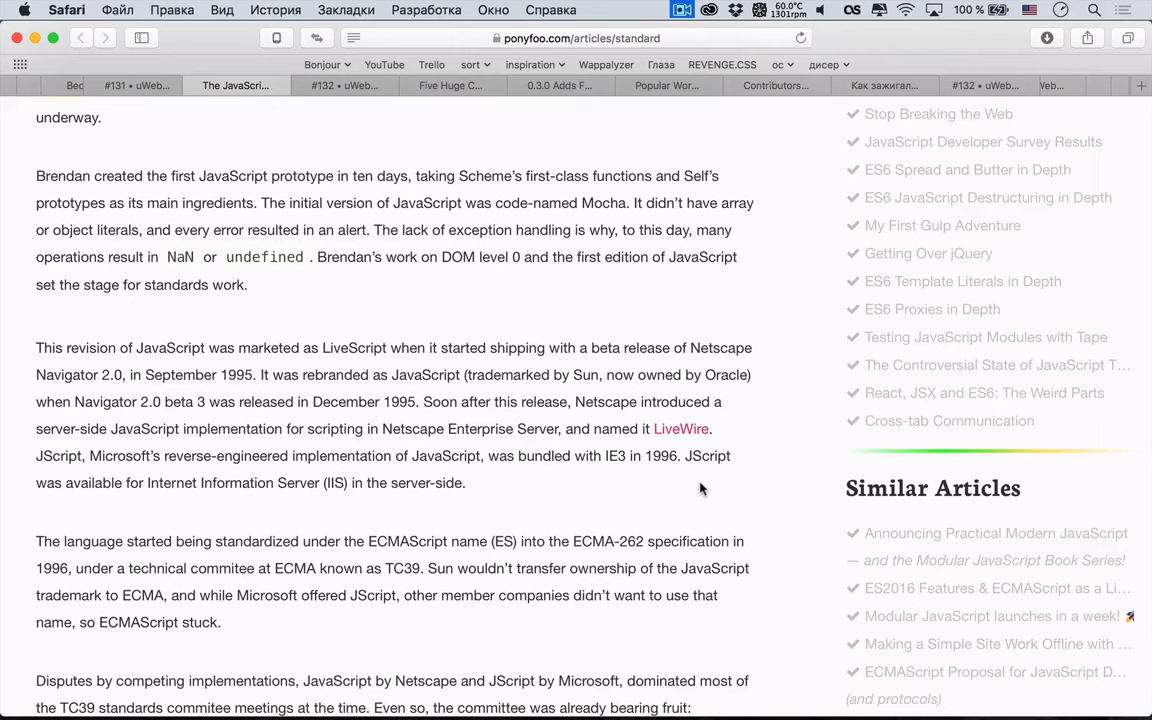 Safari Файл Правка Вид История Закладки Разработка Окно Справка 60.0°C 1301rpm 100 %
ponyfoo.com/articles/standard
Bonjour YouTube Trello sort inspiration Wappalyzer Глаза REVENGE.CSS ос дисер
Bec #131 • uWeb... The JavaScri... #132 • uWeb... Five Huge C... 0.3.0 Adds F... Popular Wor... Contributors... Как зажигал... #132 • uWeb... Web...
underway.
Brendan created the first JavaScript prototype in ten days, taking Scheme’s first-class functions and Self’s
prototypes as its main ingredients. The initial version of JavaScript was code-named Mocha. It didn’t have array
or object literals, and every error resulted in an alert. The lack of exception handling is why, to this day, many
operations result in NaN or undefined . Brendan’s work on DOM level 0 and the first edition of JavaScript
set the stage for standards work.
This revision of JavaScript was marketed as LiveScript when it started shipping with a beta release of Netscape
Navigator 2.0, in September 1995. It was rebranded as JavaScript (trademarked by Sun, now owned by Oracle)
when Navigator 2.0 beta 3 was released in December 1995. Soon after this release, Netscape introduced a
server-side JavaScript implementation for scripting in Netscape Enterprise Server, and named it LiveWire.
JScript, Microsoft’s reverse-engineered implementation of JavaScript, was bundled with IE3 in 1996. JScript
was available for Internet Information Server (IIS) in the server-side.
The language started being standardized under the ECMAScript name (ES) into the ECMA-262 specification in
1996, under a technical commitee at ECMA known as TC39. Sun wouldn’t transfer ownership of the JavaScript
trademark to ECMA, and while Microsoft offered JScript, other member companies didn’t want to use that
name, so ECMAScript stuck.
Disputes by competing implementations, JavaScript by Netscape and JScript by Microsoft, dominated most of
the TC39 standards commitee meetings at the time. Even so, the committee was already bearing fruit:
Stop Breaking the Web
JavaScript Developer Survey Results
ES6 Spread and Butter in Depth
ES6 JavaScript Destructuring in Depth
My First Gulp Adventure
Getting Over jQuery
ES6 Template Literals in Depth
ES6 Proxies in Depth
Testing JavaScript Modules with Tape
The Controversial State of JavaScript T...
React, JSX and ES6: The Weird Parts
Cross-tab Communication
Similar Articles
Announcing Practical Modern JavaScript
— and the Modular JavaScript Book Series!
ES2016 Features & ECMAScript as a Li...
Modular JavaScript launches in a week! 🚀
Making a Simple Site Work Offline with ...
ECMAScript Proposal for JavaScript D...
(and protocols)